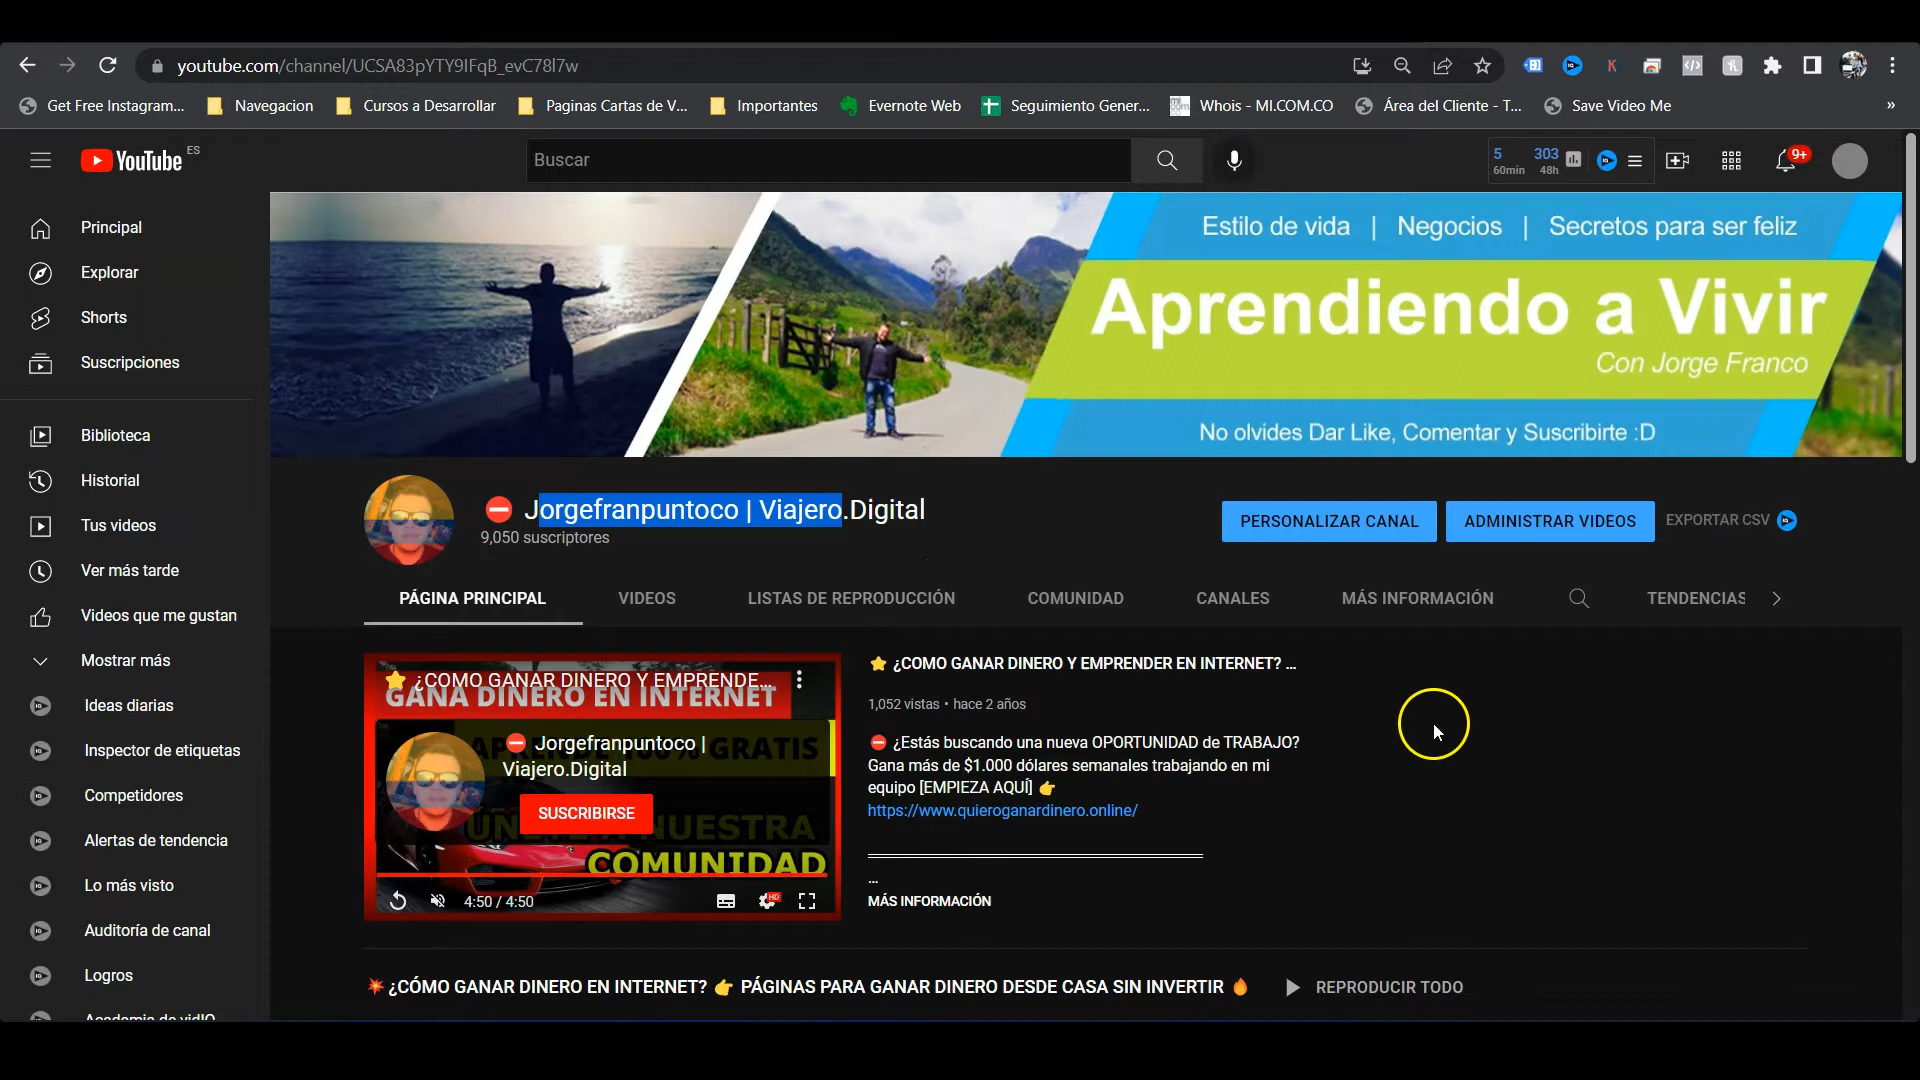 youtube.com/channel/UCSA83pYTY9IFqB_evC78l7w
Get Free Instagram... Navegacion Cursos a Desarrollar Paginas Cartas de V... Importantes Evernote Web Seguimiento Gener... Whois - MI.COM.CO Área del Cliente - T... Save Video Me »
YouTube ES
Buscar
5 303
60min 48h
9+
Principal
Explorar
Shorts
Suscripciones
Biblioteca
Historial
Tus videos
Ver más tarde
Videos que me gustan
Mostrar más
Ideas diarias
Inspector de etiquetas
Competidores
Alertas de tendencia
Lo más visto
Auditoría de canal
Logros
Academia de vidIQ
Estilo de vida | Negocios | Secretos para ser feliz
Aprendiendo a Vivir
Con Jorge Franco
No olvides Dar Like, Comentar y Suscribirte :D
⛔ Jorgefranpuntoco | Viajero.Digital
9,050 suscriptores
PERSONALIZAR CANAL
ADMINISTRAR VIDEOS
EXPORTAR CSV
PÁGINA PRINCIPAL VIDEOS LISTAS DE REPRODUCCIÓN COMUNIDAD CANALES MÁS INFORMACIÓN TENDENCIAS
⭐ ¿COMO GANAR DINERO Y EMPRENDE...
GANA DINERO EN INTERNET
APRENDE 100% GRATIS
⛔ Jorgefranpuntoco |
Viajero.Digital
SUSCRIBIRSE
ÚNETE A NUESTRA
COMUNIDAD
4:50 / 4:50
HD
⭐ ¿COMO GANAR DINERO Y EMPRENDER EN INTERNET? ...
1,052 vistas • hace 2 años
⛔ ¿Estás buscando una nueva OPORTUNIDAD de TRABAJO?
Gana más de $1.000 dólares semanales trabajando en mi
equipo [EMPIEZA AQUÍ] 👉
https://www.quieroganardinero.online/
...
MÁS INFORMACIÓN
💥 ¿CÓMO GANAR DINERO EN INTERNET? 👉 PÁGINAS PARA GANAR DINERO DESDE CASA SIN INVERTIR 🔥
REPRODUCIR TODO